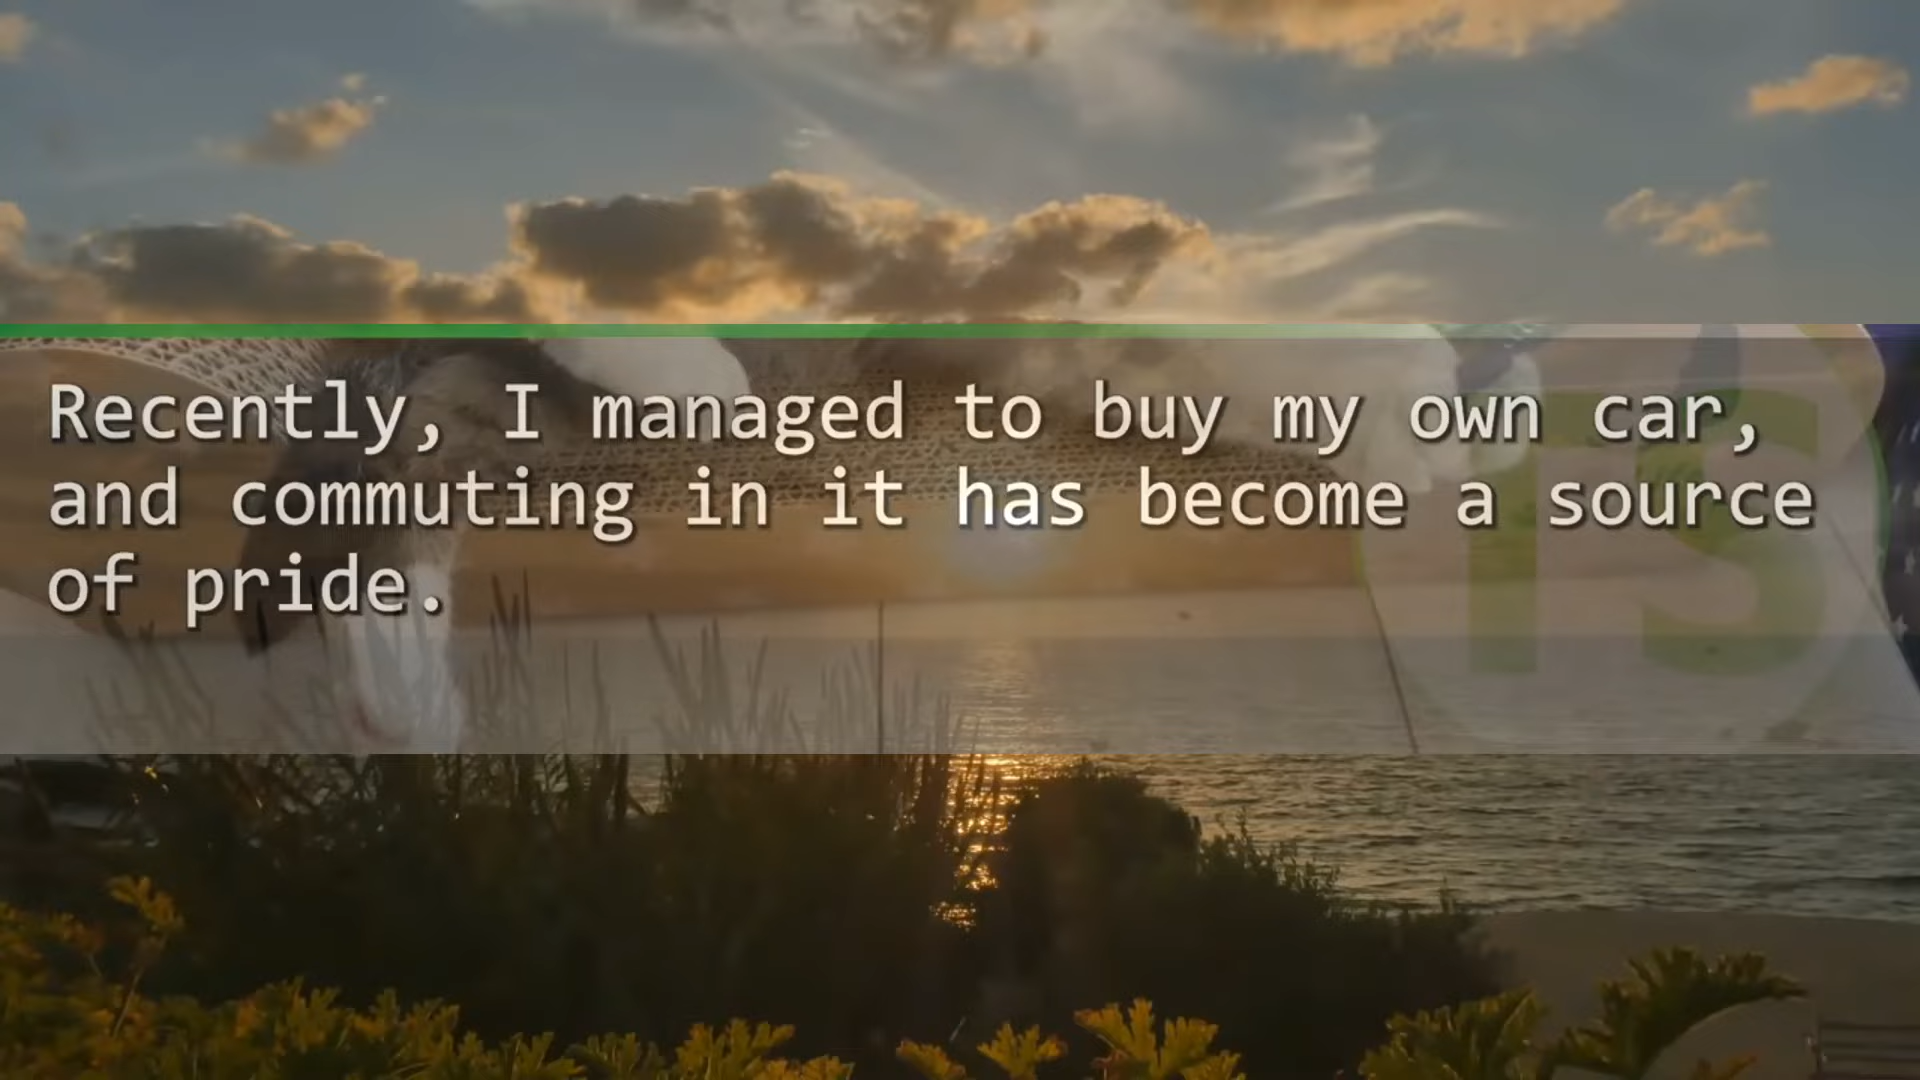 Recently, I managed to buy my own car,
and commuting in it has become a source
of pride.